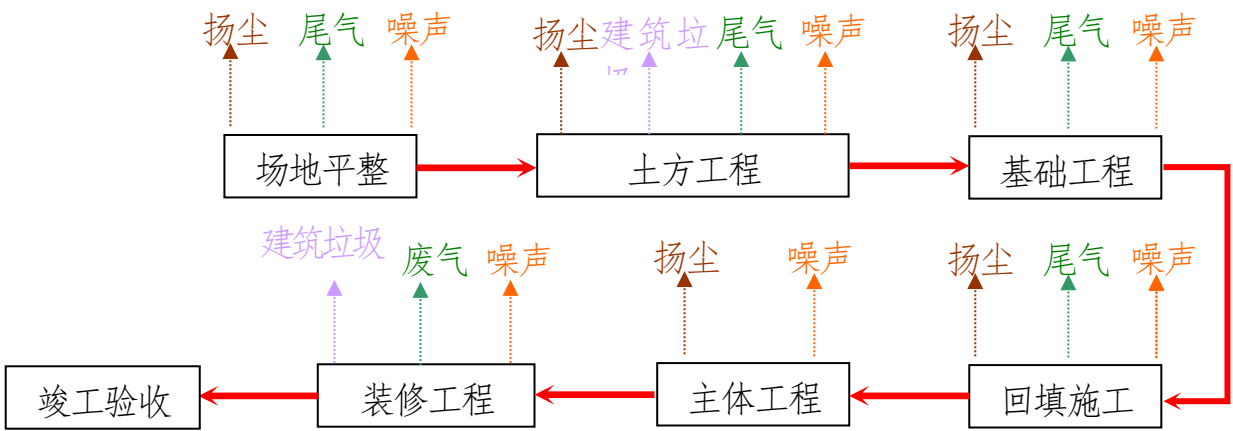 扬尘 尾气 噪声 扬尘 建筑垃 尾气 噪声 扬尘 尾气 噪声
场地平整 土方工程 基础工程
建筑垃圾 废气 噪声 扬尘 噪声 扬尘 尾气 噪声
竣工验收 装修工程 主体工程 回填施工